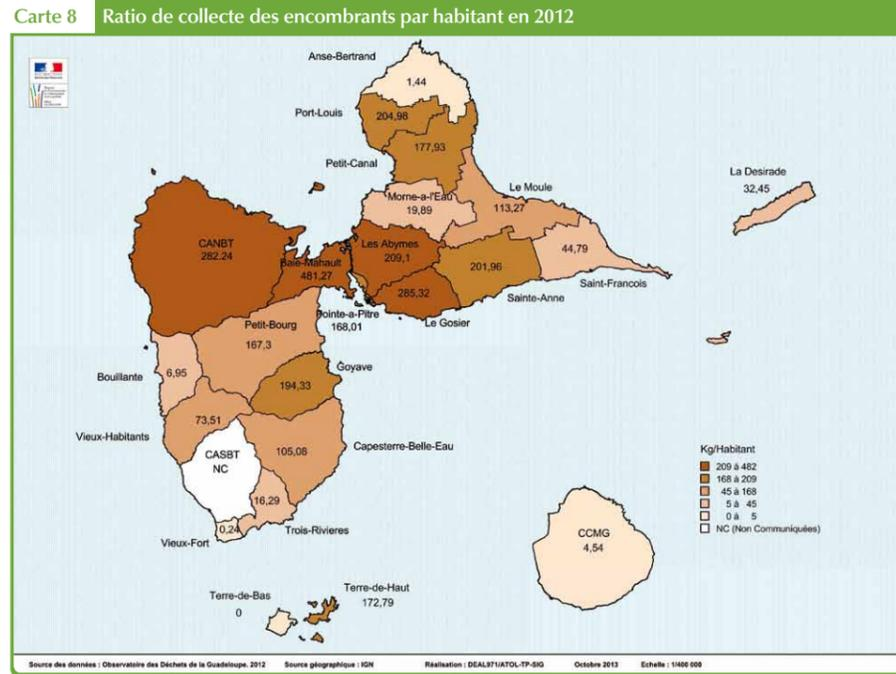 Carte 8 Ratio de collecte des encombrants par habitant en 2012
Anse-Bertrand
1,44
Port-Louis
204,98
177,93
Petit-Canal
Morne-a-l'Eau
19,89
Le Moule
113,27
La Desirade
32,45
CANBT
282.24
Baie-Mahault
481,27
Les Abymes
209,1
201,96
44,79
Saint-Francois
285,32
Sainte-Anne
Le Gosier
Pointe-a-Pitre
168,01
Petit-Bourg
167,3
Bouillante
6,95
Goyave
194,33
Vieux-Habitants
73,51
CASBT
NC
105,08
Capesterre-Belle-Eau
16,29
Trois-Rivieres
0,24
Vieux-Fort
Kg/Habitant
209 à 482
168 à 209
45 à 168
5 à 45
0 à 5
NC (Non Communiquées)
CCMG
4,54
Terre-de-Bas
0
Terre-de-Haut
172,79
Source des données : Observatoire des Déchets de la Guadeloupe. 2012 Source géographique : IGN Réalisation : DEAL971/ATOL-TP-SIG Octobre 2013 Echelle : 1/400 000